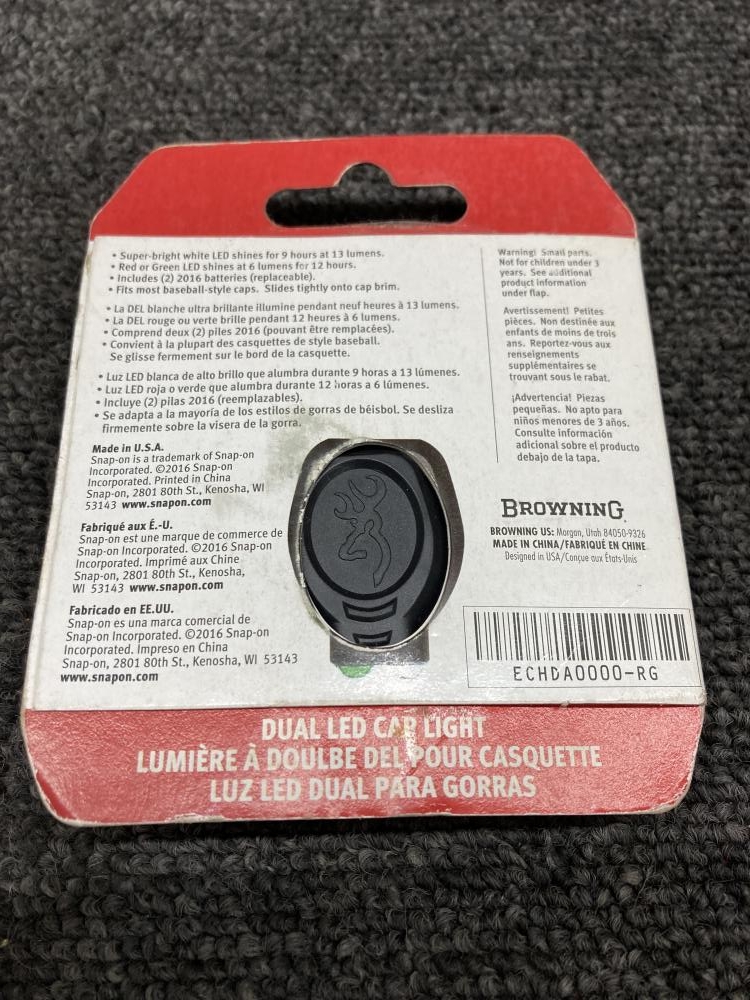 • Super-bright white LED shines for 9 hours at 13 lumens.
• Red or Green LED shines at 6 lumens for 12 hours.
• Includes (2) 2016 batteries (replaceable).
• Fits most baseball-style caps. Slides tightly onto cap brim.
• La DEL blanche ultra brillante illumine pendant neuf heures à 13 lumens.
• La DEL rouge ou verte brille pendant 12 heures à 6 lumens.
• Comprend deux (2) piles 2016 (pouvant être remplacées).
• Convient à la plupart des casquettes de style baseball.
Se glisse fermement sur le bord de la casquette.
• Luz LED blanca de alto brillo que alumbra durante 9 horas a 13 lúmenes.
• Luz LED roja o verde que alumbra durante 12 horas a 6 lúmenes.
• Incluye (2) pilas 2016 (reemplazables).
• Se adapta a la mayoría de los estilos de gorras de béisbol. Se desliza
firmemente sobre la visera de la gorra.
Warning! Small parts.
Not for children under 3
years. See additional
product information
under flap.
Avertissement! Petites
pièces. Non destinée aux
enfants de moins de trois
ans. Reportez-vous aux
renseignements
supplémentaires se
trouvant sous le rabat.
¡Advertencia! Piezas
pequeñas. No apto para
niños menores de 3 años.
Consulte información
adicional sobre el producto
debajo de la tapa.
Made in U.S.A.
Snap-on is a trademark of Snap-on
Incorporated. ©2016 Snap-on
Incorporated. Printed in China
Snap-on, 2801 80th St., Kenosha, WI
53143 www.snapon.com
Fabriqué aux É.-U.
Snap-on est une marque de commerce de
Snap-on Incorporated. ©2016 Snap-on
Incorporated. Imprimé aux Chine
Snap-on, 2801 80th St., Kenosha,
WI 53143 www.snapon.com
Fabricado en EE.UU.
Snap-on es una marca comercial de
Snap-on Incorporated. ©2016 Snap-on
Incorporated. Impreso en China
Snap-on, 2801 80th St., Kenosha, WI 53143
www.snapon.com
BROWNING
BROWNING US: Morgan, Utah 84050-9326
MADE IN CHINA/FABRIQUÉ EN CHINE
Designed in USA/Conçue aux États-Unis
ECHDA0000-RG
DUAL LED CAP LIGHT
LUMIÈRE À DOULBE DEL POUR CASQUETTE
LUZ LED DUAL PARA GORRAS